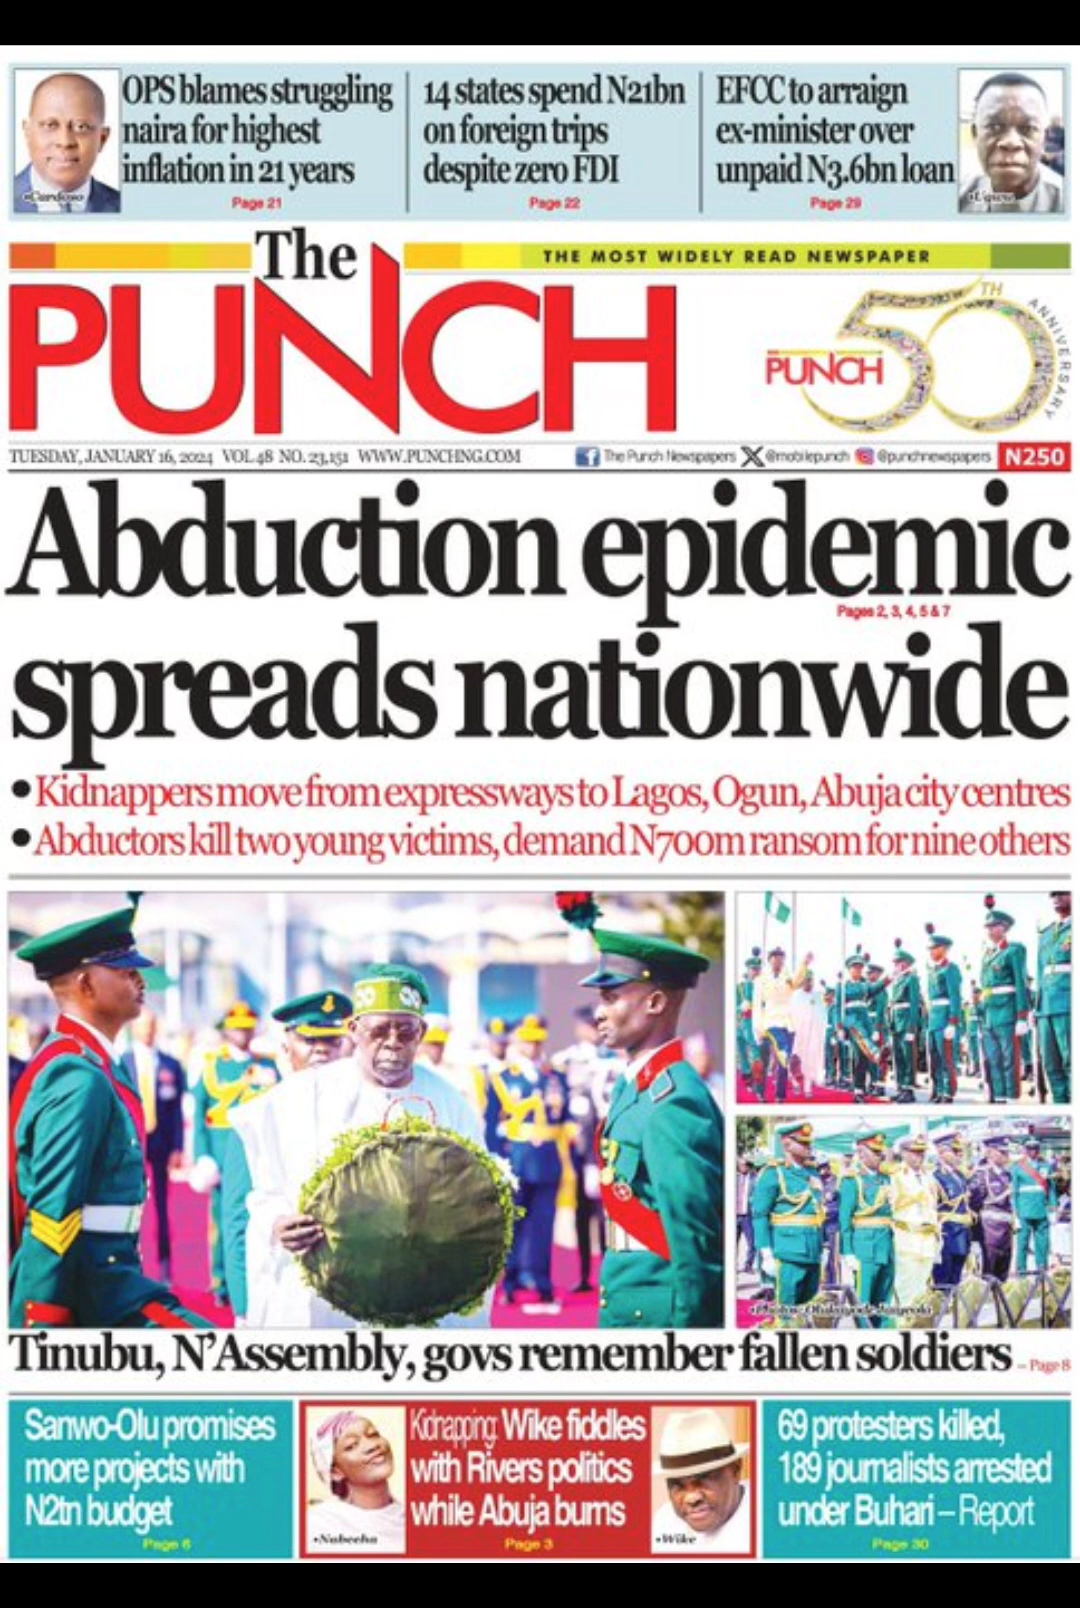 OPS blames struggling
naira for highest
inflation in 21 years
Page 21
•Cardoso
14 states spend N21bn
on foreign trips
despite zero FDI
Page 22
EFCC to arraign
ex-minister over
unpaid N3.6bn loan
Page 29
The
PUNCH
THE MOST WIDELY READ NEWSPAPER
PUNCH
50TH
ANNIVERSARY
TUESDAY, JANUARY 16, 2024 VOL 48 NO. 23,151 WWW.PUNCHNG.COM
The Punch Newspapers @mobilepunch @punchnewspapers N250
Abduction epidemic
Pages 2, 3, 4, 5 & 7
spreads nationwide
• Kidnappers move from expressways to Lagos, Ogun, Abuja city centres
• Abductors kill two young victims, demand N700m ransom for nine others
Tinubu, N'Assembly, govs remember fallen soldiers – Page 8
Sanwo-Olu promises
more projects with
N2tn budget
Page 6
•Nabeeha
Kidnapping: Wike fiddles
with Rivers politics
while Abuja burns
Page 3
•Wike
69 protesters killed,
189 journalists arrested
under Buhari – Report
Page 30